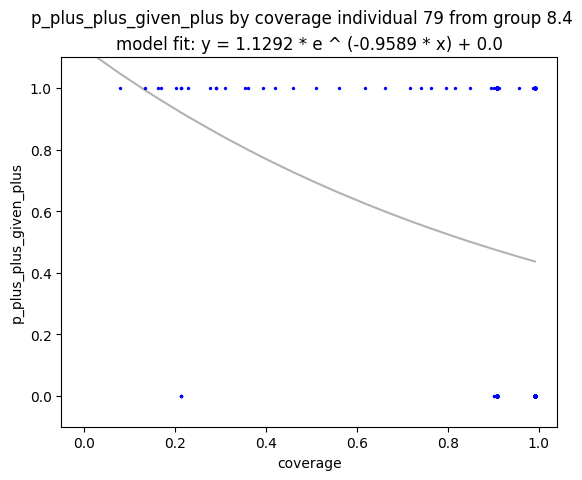 p_plus_plus_given_plus by coverage individual 79 from group 8.4
model fit: y = 1.1292 * e ^ (-0.9589 * x) + 0.0
1.0
0.8
0.6
0.4
0.2
0.0
p_plus_plus_given_plus
0.0 0.2 0.4 0.6 0.8 1.0
coverage